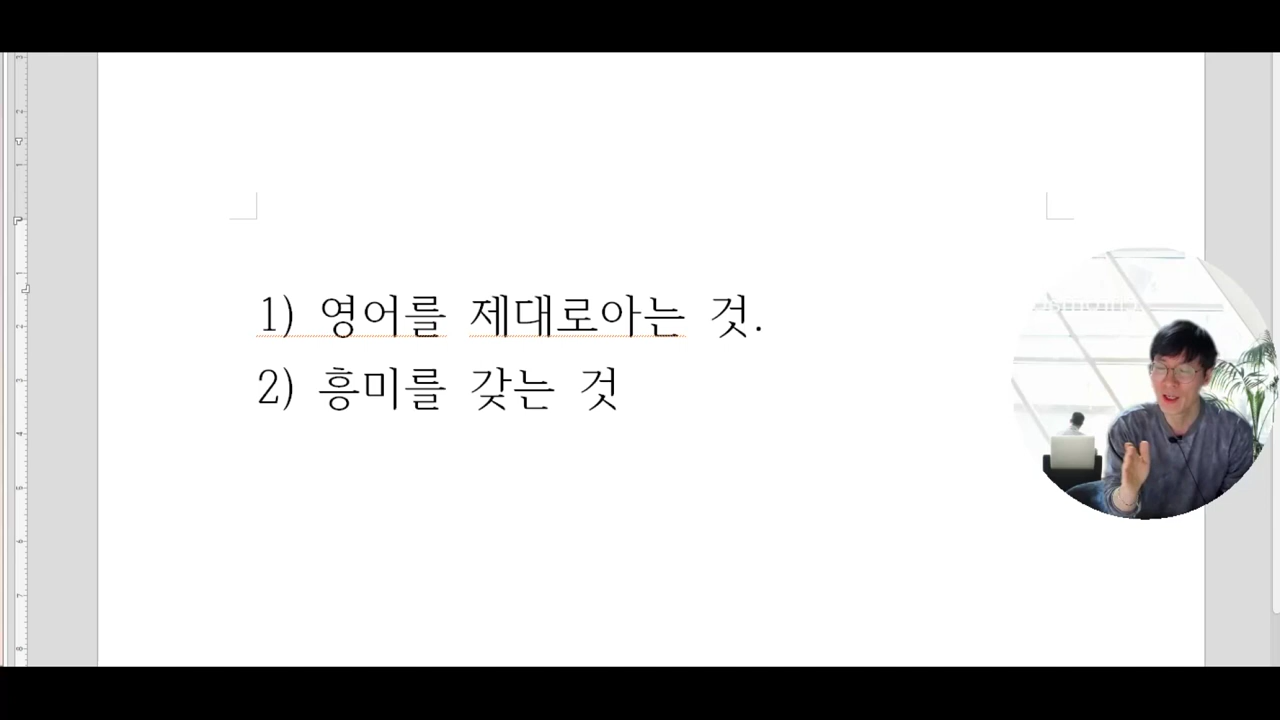 1) 영어를 제대로아는 것.
2) 흥미를 갖는 것